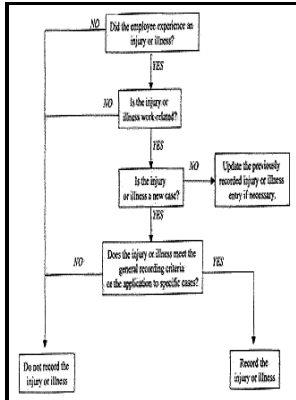 NO
Did the employee experience an
injury or illness?
YES
NO
Is the injury or
illness work-related?
YES
Is the injury
or illness a new case?
NO
Update the previously
recorded injury or illness
entry if necessary.
YES
Does the injury or illness meet the
general recording criteria
or the application to specific cases?
NO
YES
Do not record the
injury or illness
Record the
injury or illness